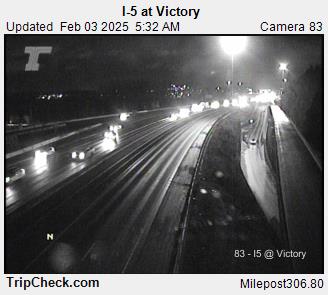 I-5 at Victory
Updated Feb 03 2025 5:32 AM Camera 83
T
N
83 - I5 @ Victory
TripCheck.com Milepost306.80